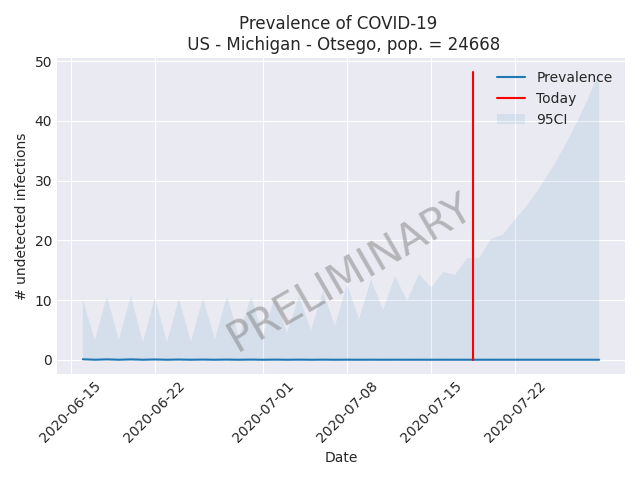 Prevalence of COVID-19
US - Michigan - Otsego, pop. = 24668
50
40
30
20
10
0
# undetected infections
Prevalence
Today
95CI
PRELIMINARY
2020-06-15
2020-06-22
2020-07-01
2020-07-08
2020-07-15
2020-07-22
Date